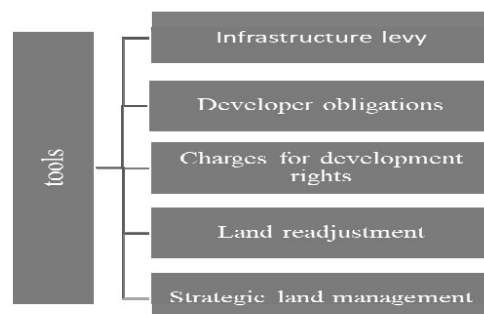 tools
Infrastructure levy
Developer obligations
Charges for development
rights
Land readjustment
Strategic land management